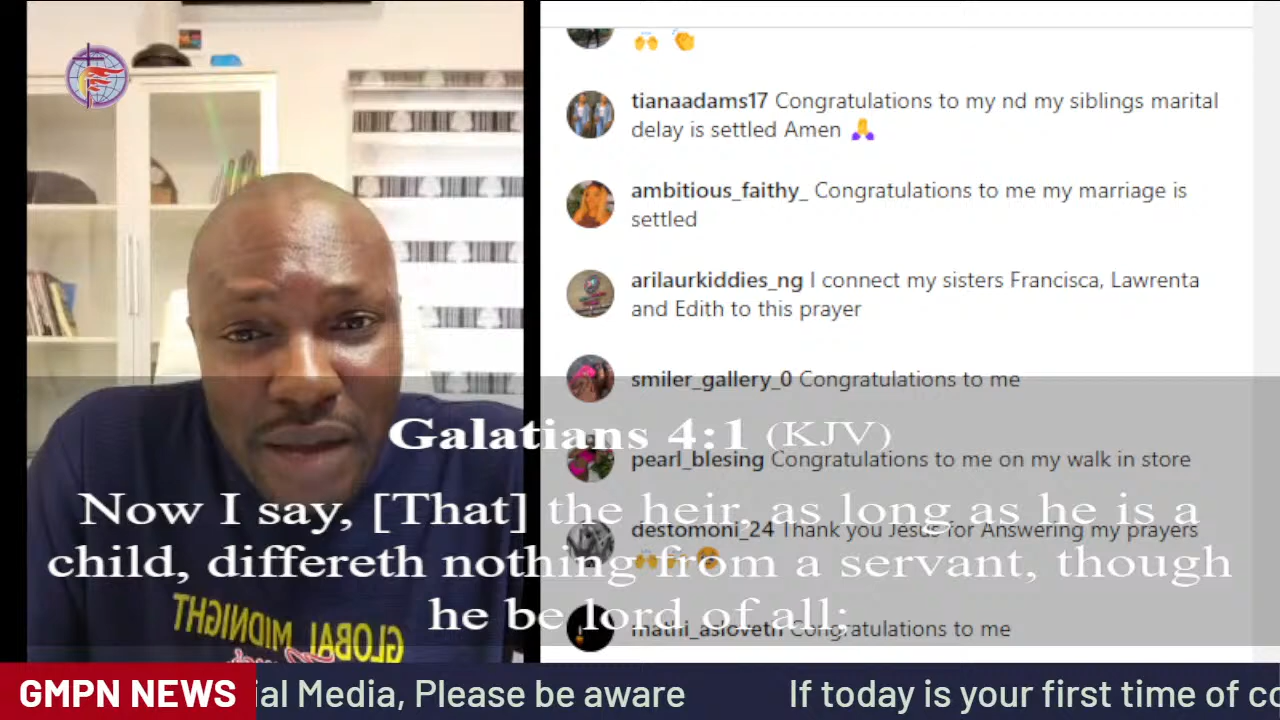 tianaadams17 Congratulations to my nd my siblings marital
delay is settled Amen
ambitious_faithy_ Congratulations to me my marriage is
settled
arilaurkiddies_ng I connect my sisters Francisca, Lawrenta
and Edith to this prayer
smiler_gallery_0 Congratulations to me
Galatians 4:1 (KJV)
pearl_blesing Congratulations to me on my walk in store
Now I say, [That] the heir, as long as he is a
destomoni_24 Thank you Jesus for Answering my prayers
child, differeth nothing from a servant, though
he be lord of all;
mathi_asloveth Congratulations to me
GLOBAL MIDNIGHT
GMPN NEWS
ial Media, Please be aware
If today is your first time of co